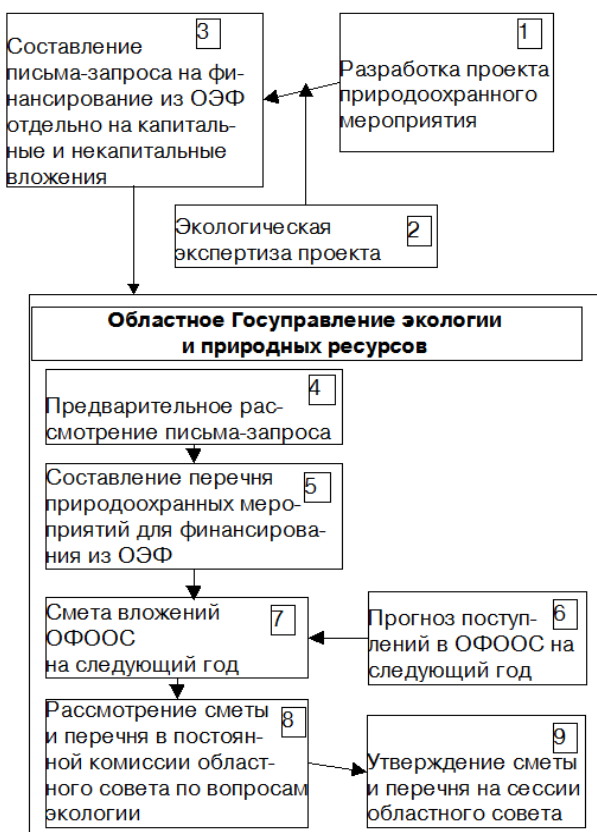 3
Составление
письма-запроса на фи-
нансирование из ОЭФ
отдельно на капиталь-
ные и некапитальные
вложения
1
Разработка проекта
природоохранного
мероприятия
Экологическая
2
экспертиза проекта
Областное Госуправление экологии
и природных ресурсов
4
Предварительное рас-
смотрение письма-запроса
Составление перечня
5
природоохранных меро-
приятий для финансирова-
ния из ОЭФ
Смета вложений
7
ОФООС
на следующий год
Прогноз поступ-
6
лений в ОФООС на
следующий год
Рассмотрение сметы
8
и перечня в постоян-
ной комиссии област-
ного совета по вопросам
экологии
9
Утверждение сметы
и перечня на сессии
областного совета